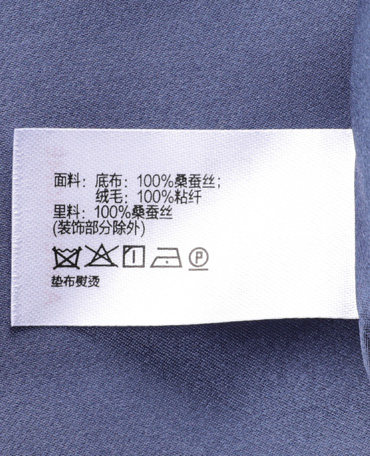 面料：底布：100%桑蚕丝；
绒毛：100%粘纤
里料：100%桑蚕丝
(装饰部分除外)
P
垫布熨烫